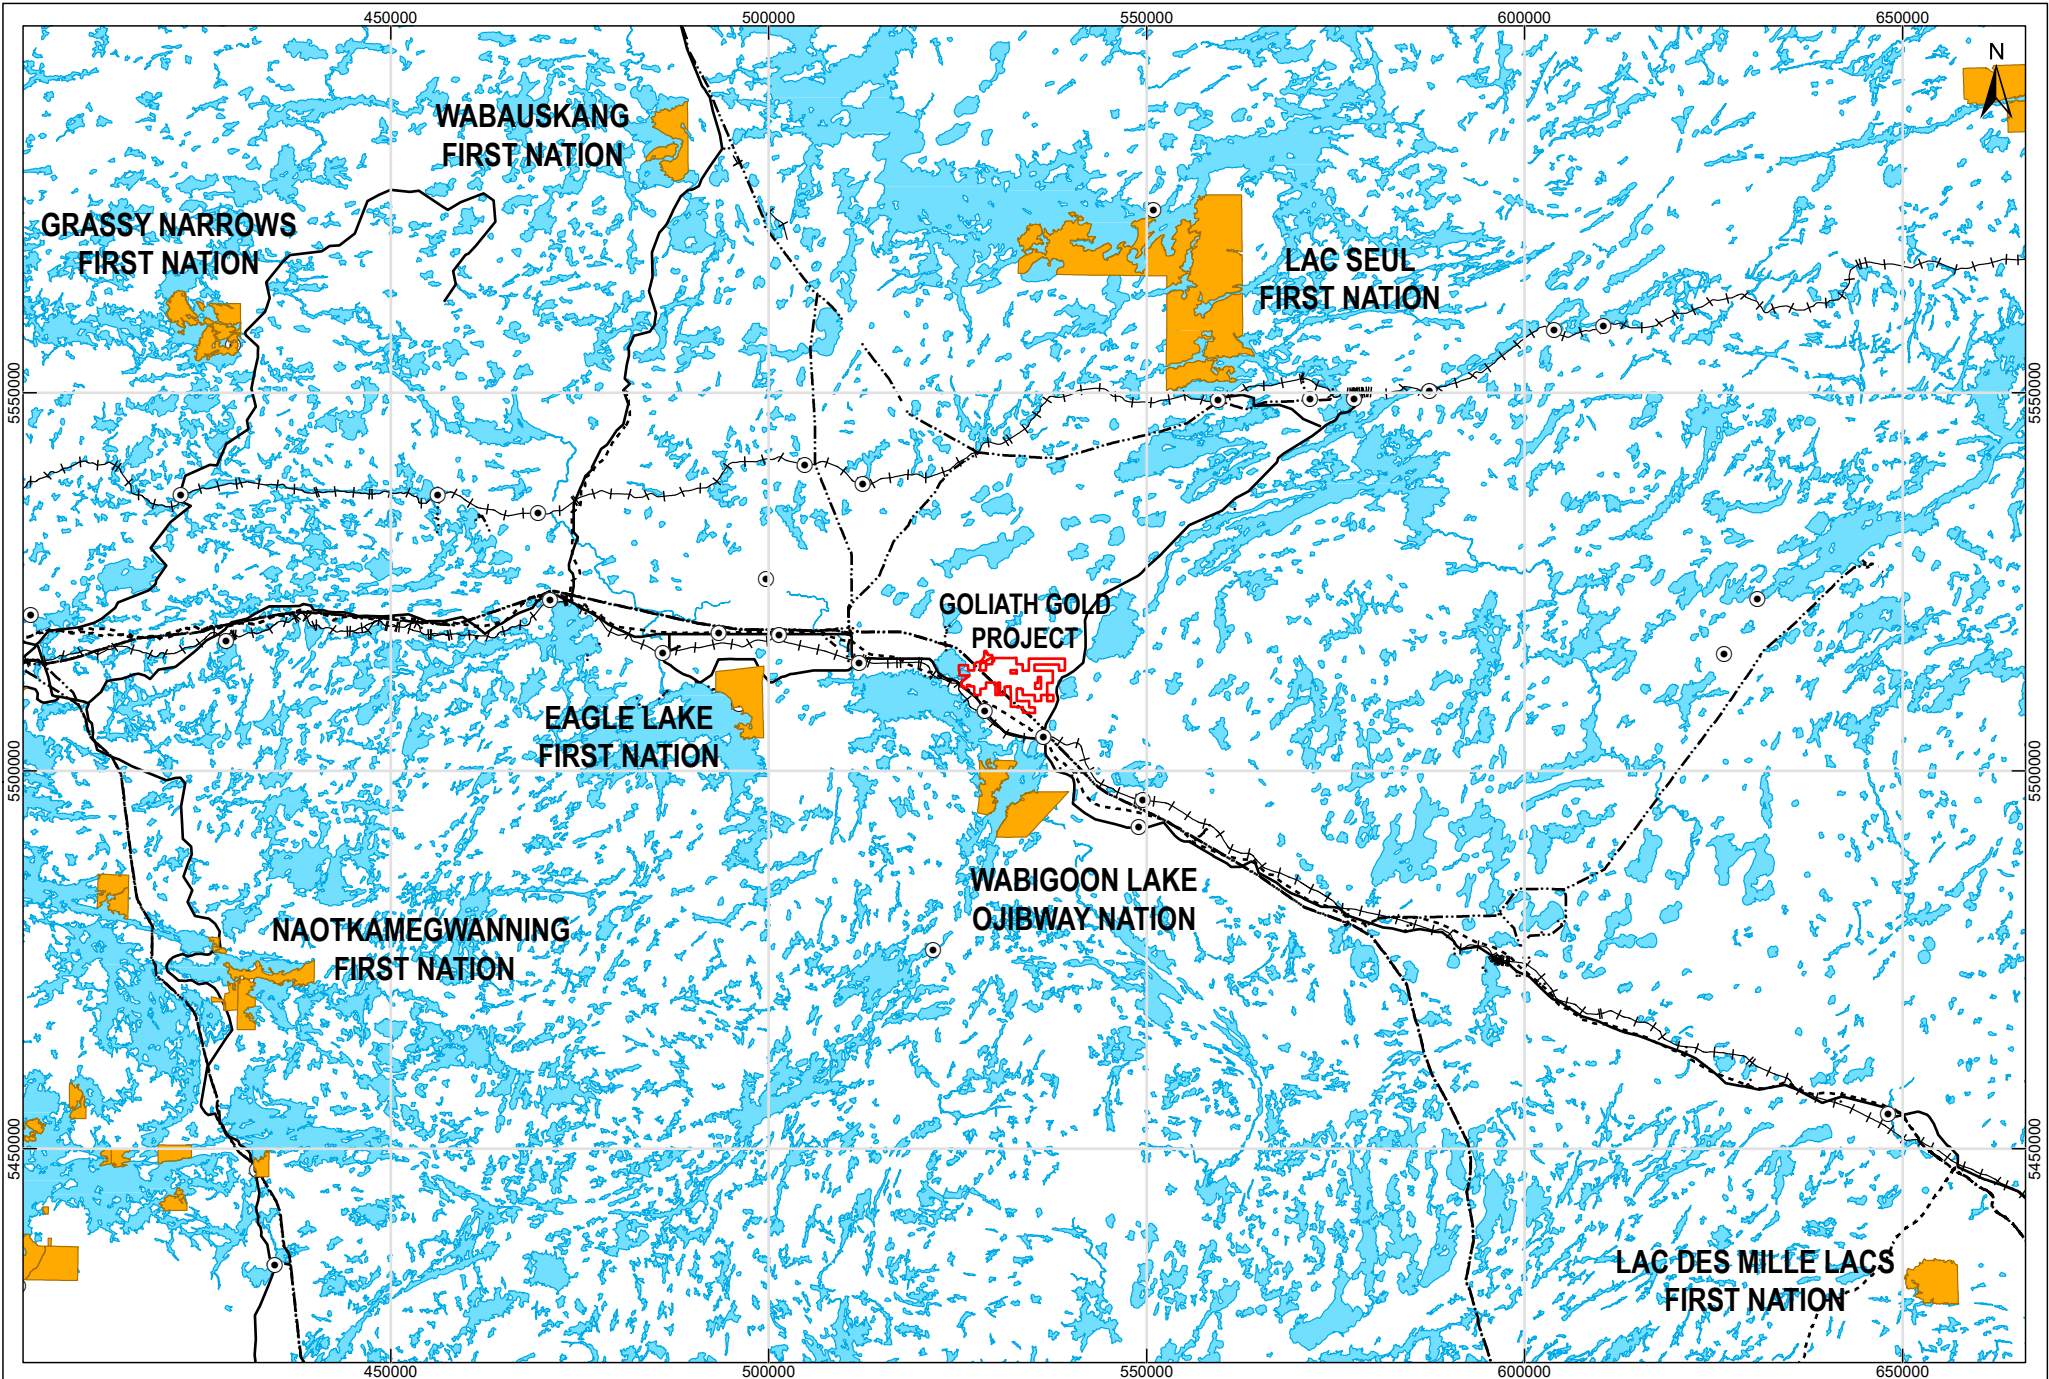 450000
500000
550000
600000
650000
N
WABAUSKANG
FIRST NATION
GRASSY NARROWS
FIRST NATION
LAC SEUL
FIRST NATION
5550000
5550000
GOLIATH GOLD
PROJECT
EAGLE LAKE
FIRST NATION
5500000
5500000
WABIGOON LAKE
OJIBWAY NATION
NAOTKAMEGWANNING
FIRST NATION
5450000
5450000
LAC DES MILLE LACS
FIRST NATION
450000
500000
550000
600000
650000